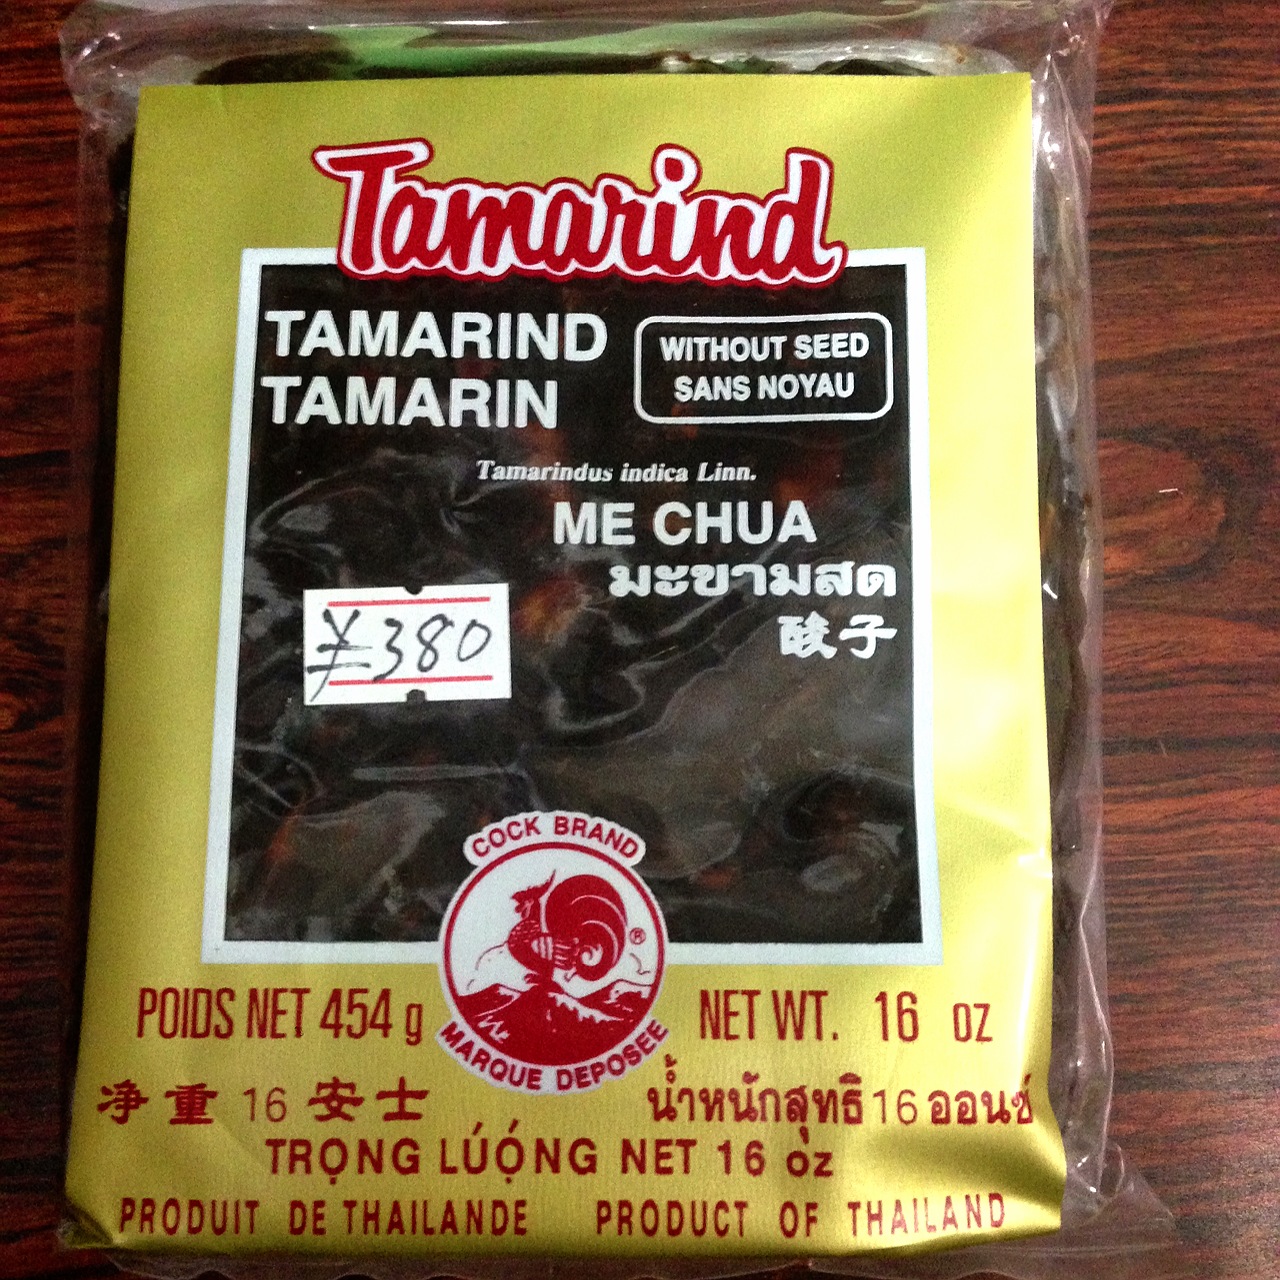 Tamarind
TAMARIND
TAMARIN
WITHOUT SEED
SANS NOYAU
Tamarindus indica Linn.
ME CHUA
มะขามสด
酸子
¥380
COCK BRAND
®
MARQUE DEPOSÉE
POIDS NET 454 g
NET WT. 16 oz
净重 16 安士
น้ำหนักสุทธิ 16 ออนซ์
TRỌNG LÚỌ́NG NET 16 oz
PRODUIT DE THAILANDE
PRODUCT OF THAILAND